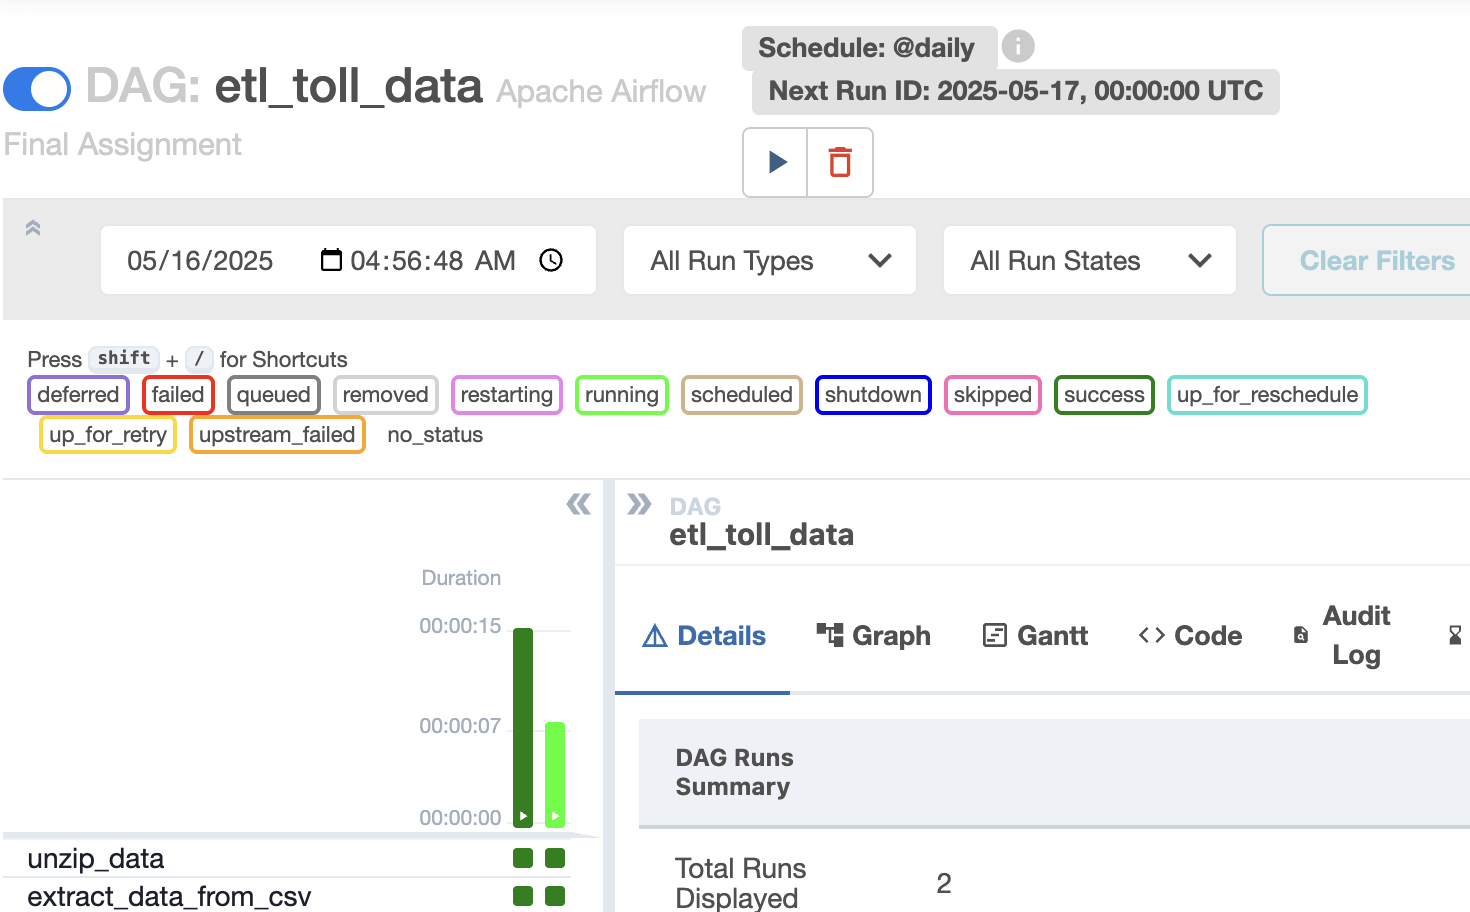 DAG: etl_toll_data Apache Airflow
Final Assignment
Schedule: @daily
Next Run ID: 2025-05-17, 00:00:00 UTC
05/16/2025 04:56:48 AM
All Run Types
All Run States
Clear Filters
Press shift + / for Shortcuts
deferred failed queued removed restarting running scheduled shutdown skipped success up_for_reschedule
up_for_retry upstream_failed no_status
DAG
etl_toll_data
Duration
00:00:15
00:00:07
00:00:00
unzip_data
extract_data_from_csv
Details
Graph
Gantt
Code
Audit
Log
DAG Runs
Summary
Total Runs
Displayed
2